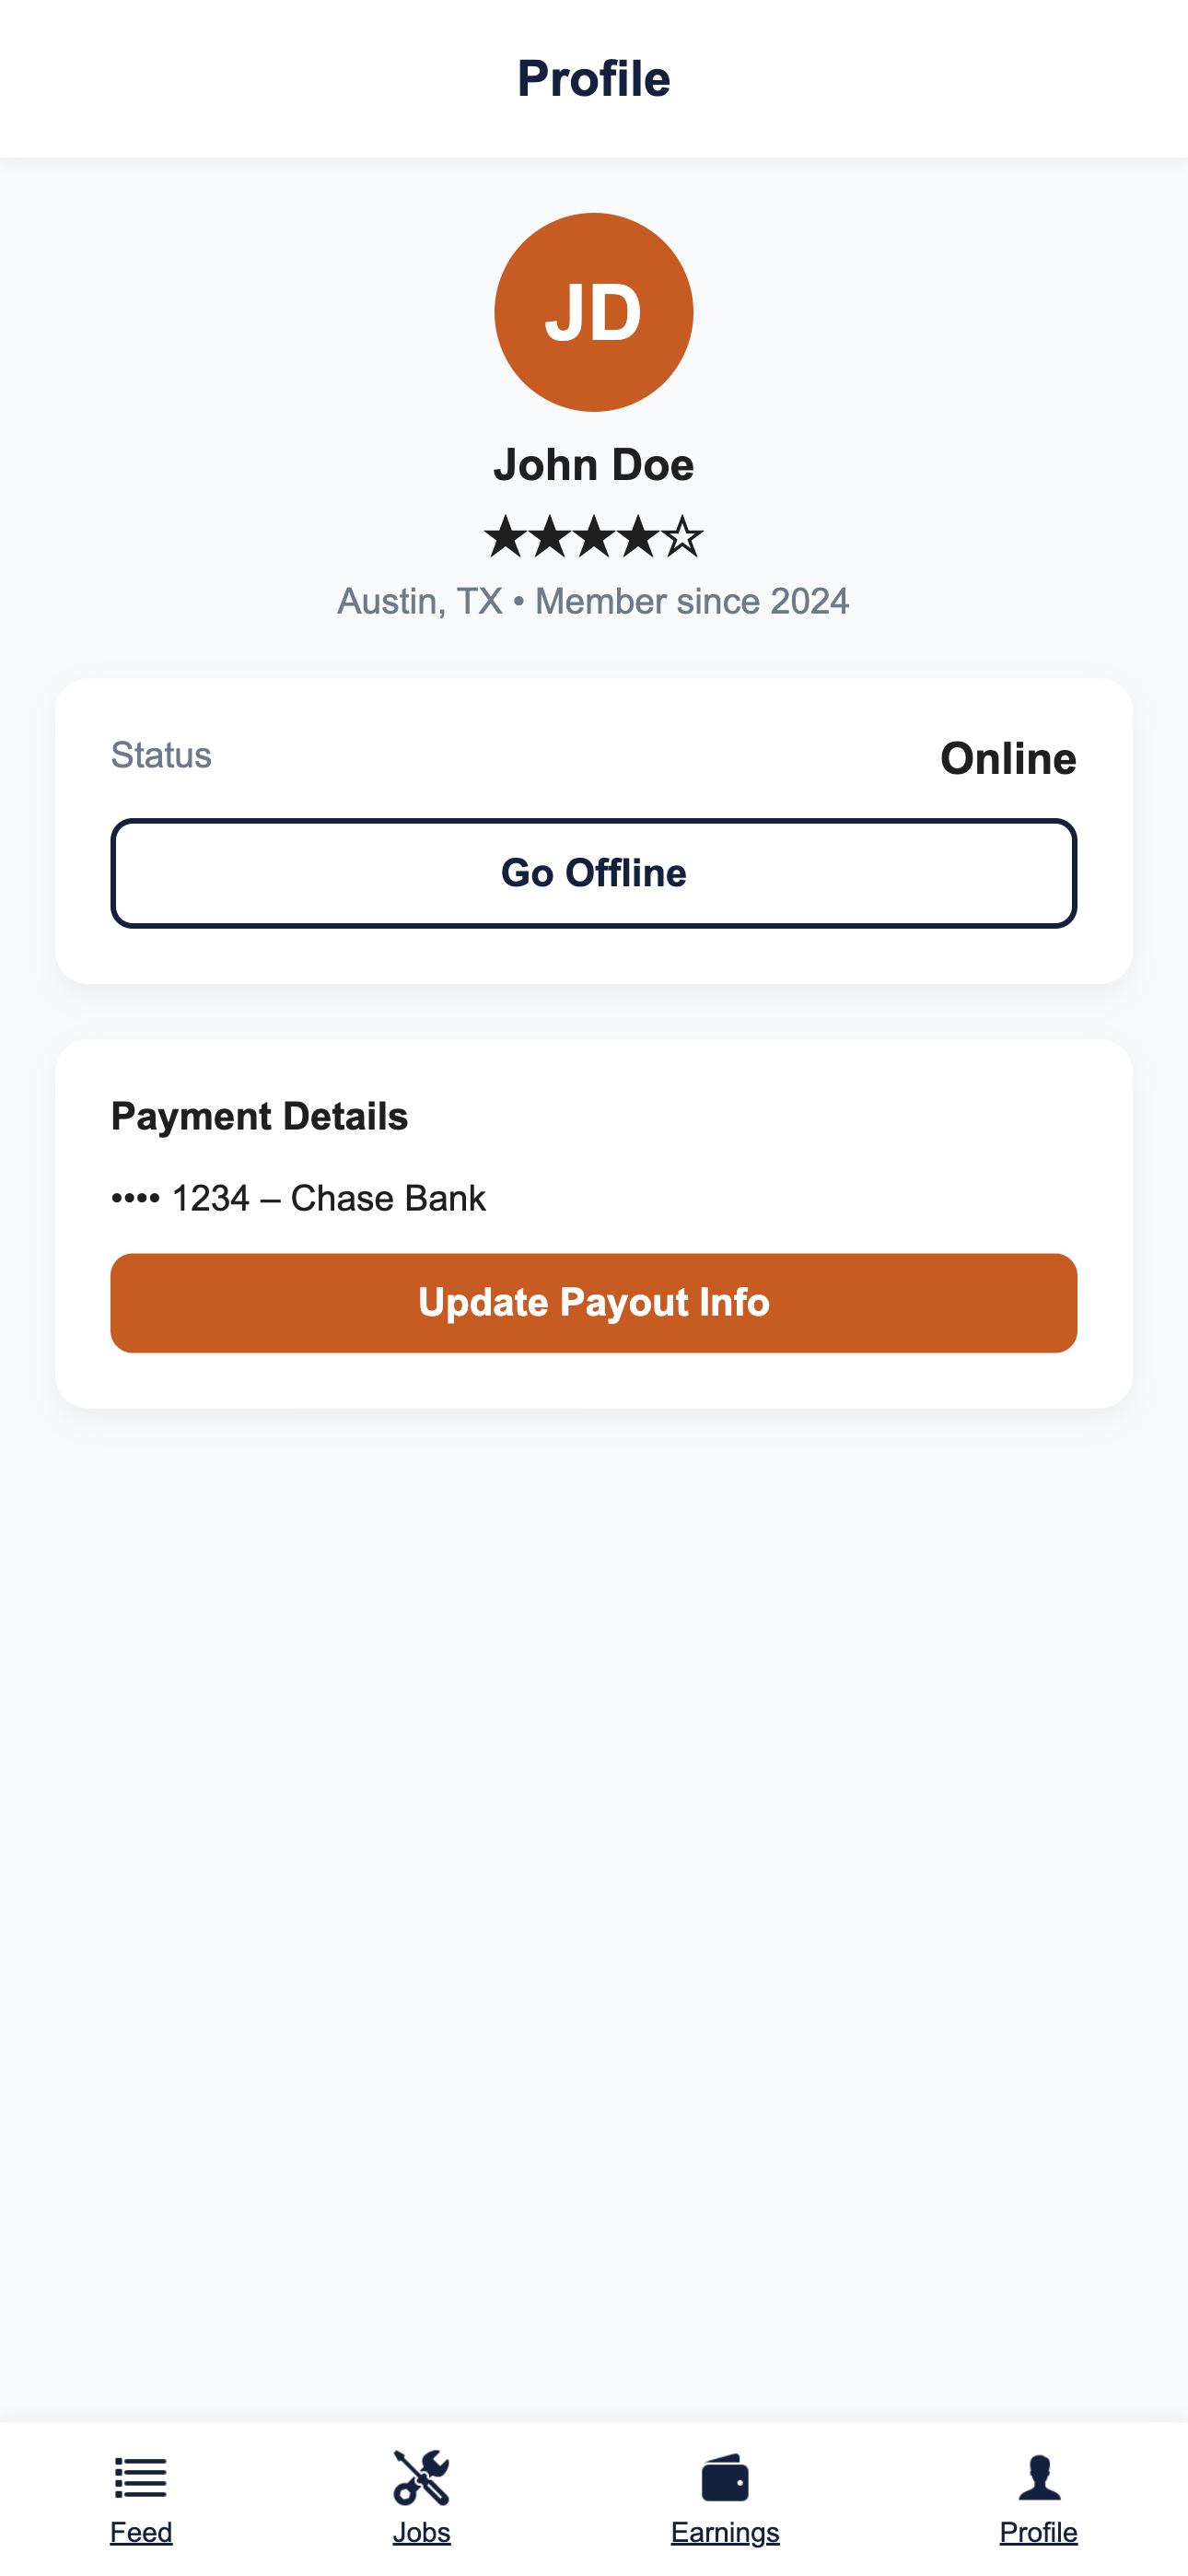 Profile
JD
John Doe
★★★★☆
Austin, TX • Member since 2024
Status Online
Go Offline
Payment Details
•••• 1234 – Chase Bank
Update Payout Info
Feed Jobs Earnings Profile